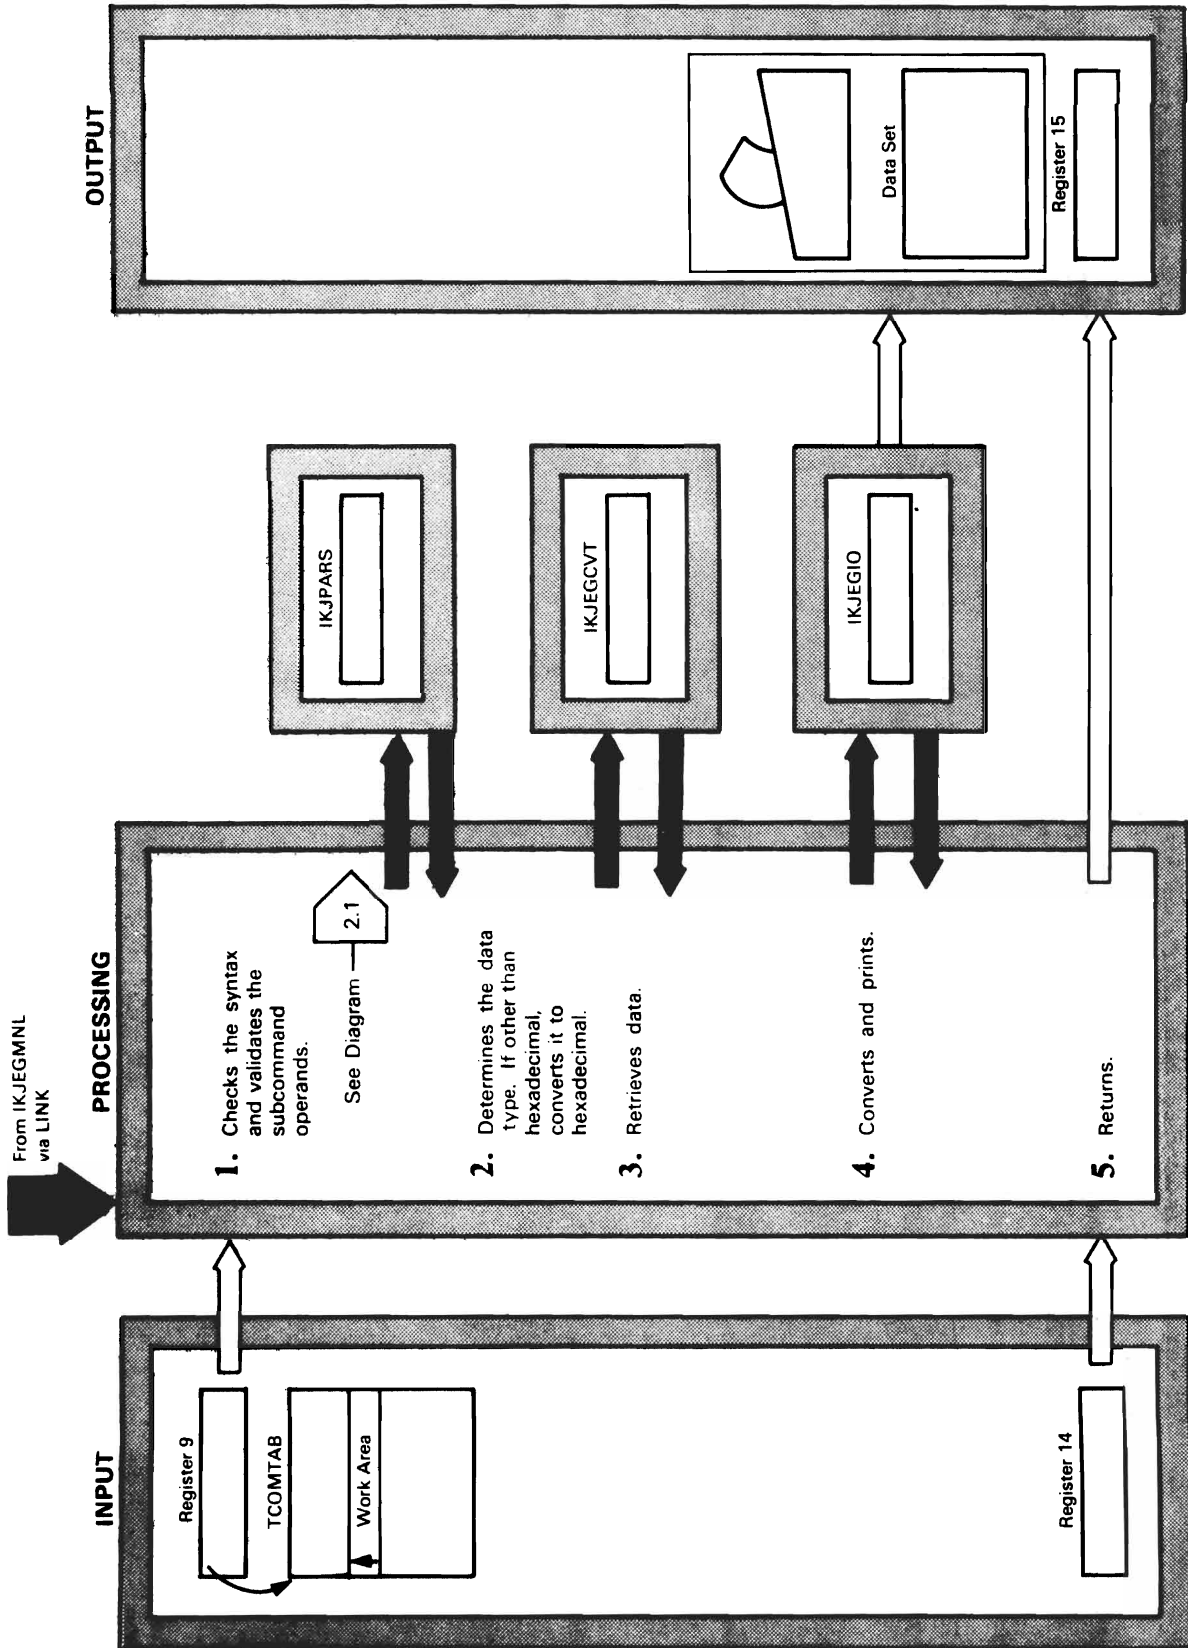 From IKJEGMNL
via LINK
INPUT
PROCESSING
OUTPUT
Register 9
TCOMTAB
Work Area
Register 14
1. Checks the syntax
and validates the
subcommand
operands.
See Diagram
2.1
2. Determines the data
type. If other than
hexadecimal,
converts it to
hexadecimal.
3. Retrieves data.
4. Converts and prints.
5. Returns.
IKJPARS
IKJEGCVT
IKJEGIO
Data Set
Register 15